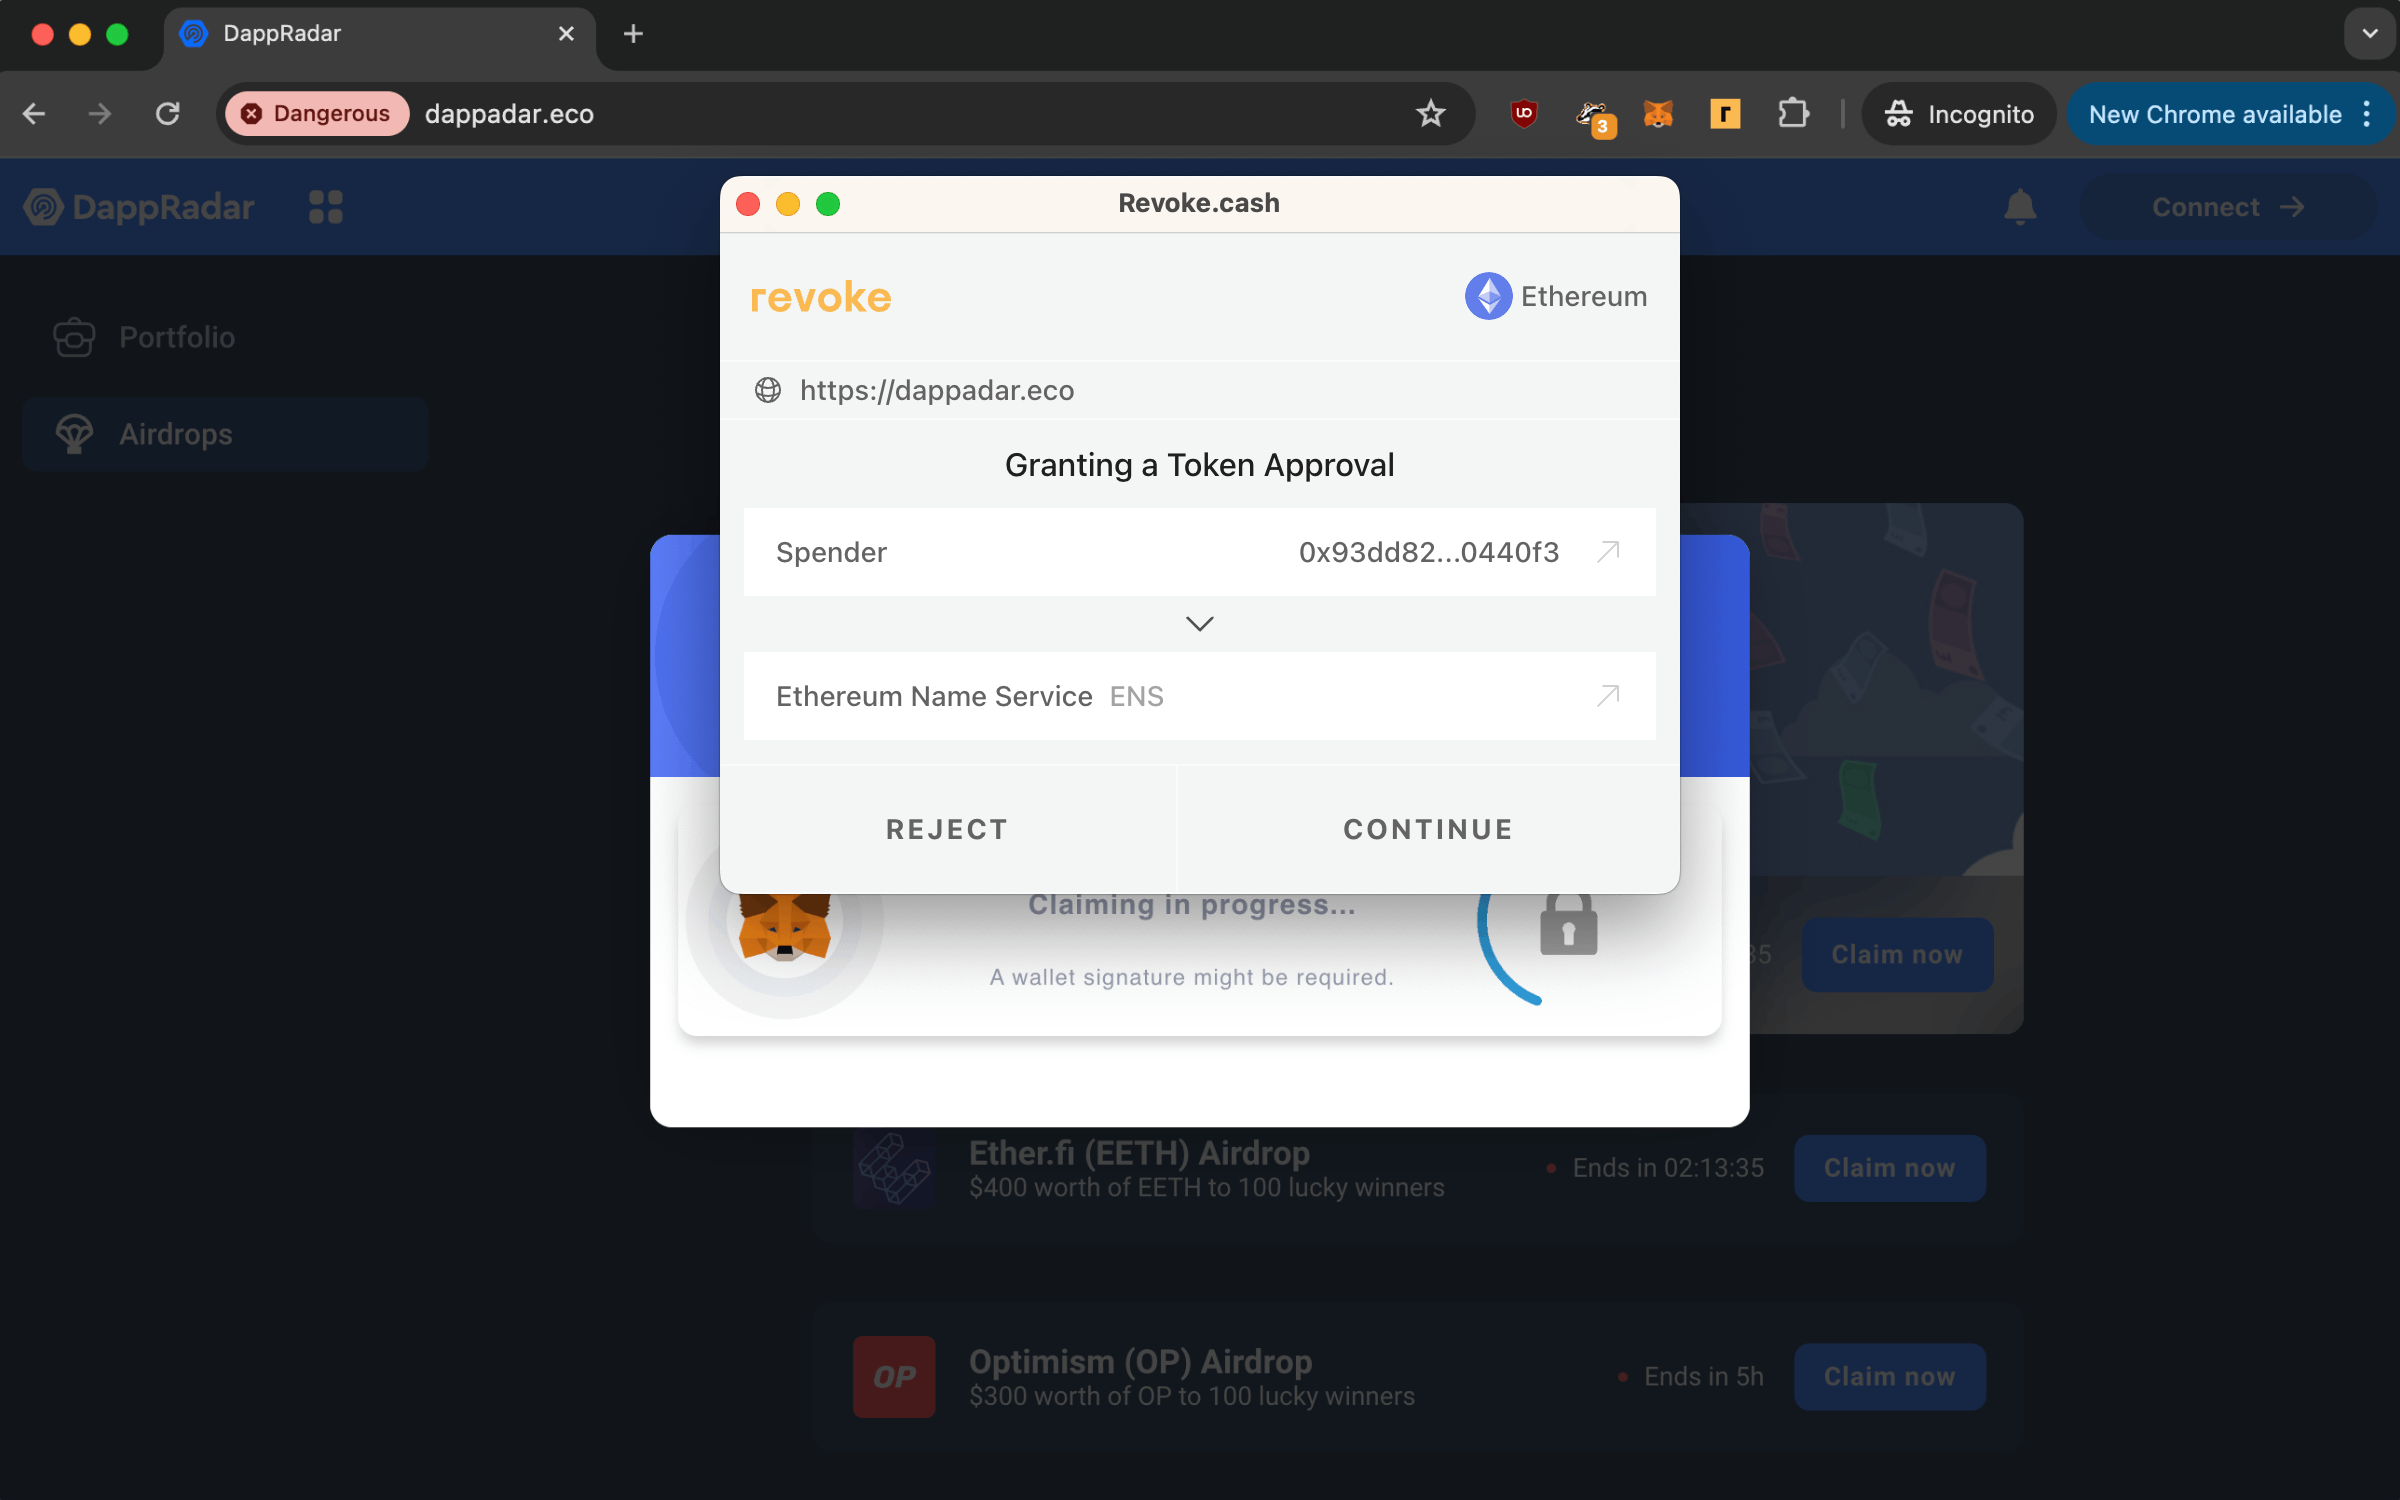 DappRadar
Dangerous
dappadar.eco
3
Incognito
New Chrome available
DappRadar
Connect
Portfolio
Airdrops
Revoke.cash
revoke
Ethereum
https://dappadar.eco
Granting a Token Approval
Spender
0x93dd82...0440f3
Ethereum Name Service ENS
REJECT
CONTINUE
Claiming in progress...
A wallet signature might be required.
35
Claim now
Ether.fi (EETH) Airdrop
$400 worth of EETH to 100 lucky winners
Ends in 02:13:35
Claim now
OP
Optimism (OP) Airdrop
$300 worth of OP to 100 lucky winners
Ends in 5h
Claim now